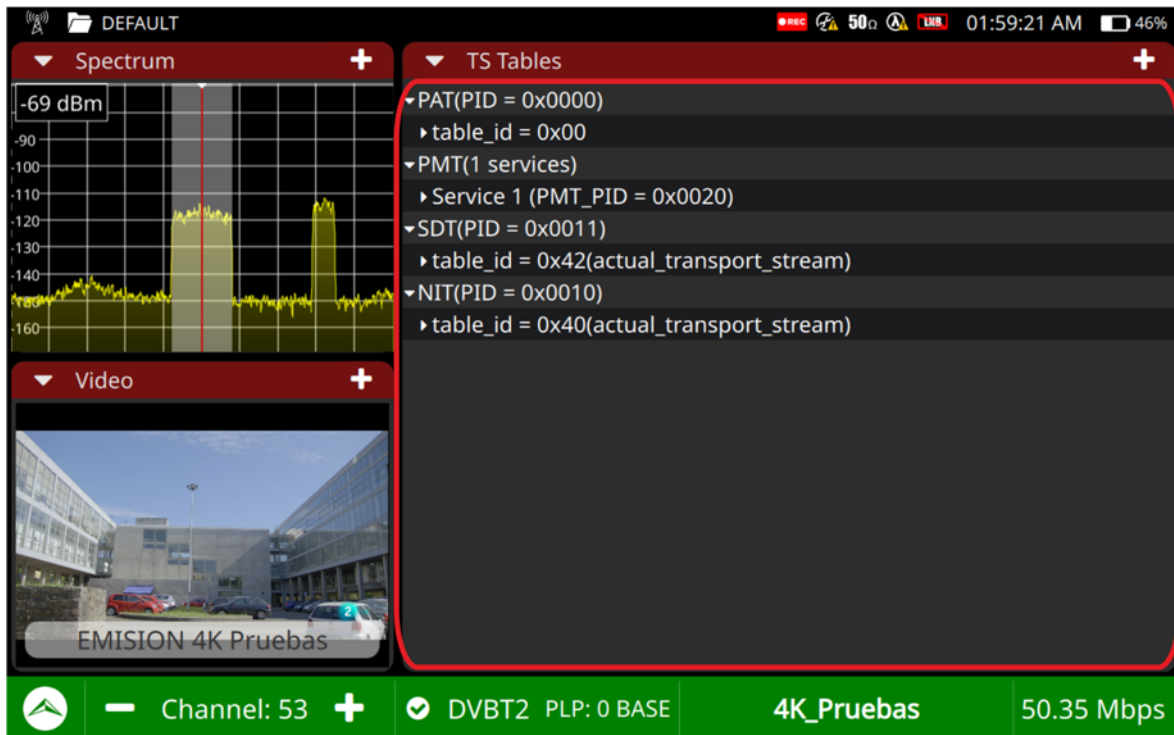 DEFAULT
REC 50Ω LNB 01:59:21 AM 46%
Spectrum
-69 dBm
-90
-100
-110
-120
-130
-140
-160
Video
2
EMISION 4K Pruebas
TS Tables
PAT(PID = 0x0000)
table_id = 0x00
PMT(1 services)
Service 1 (PMT_PID = 0x0020)
SDT(PID = 0x0011)
table_id = 0x42(actual_transport_stream)
NIT(PID = 0x0010)
table_id = 0x40(actual_transport_stream)
Channel: 53 DVBT2 PLP: 0 BASE 4K_Pruebas 50.35 Mbps